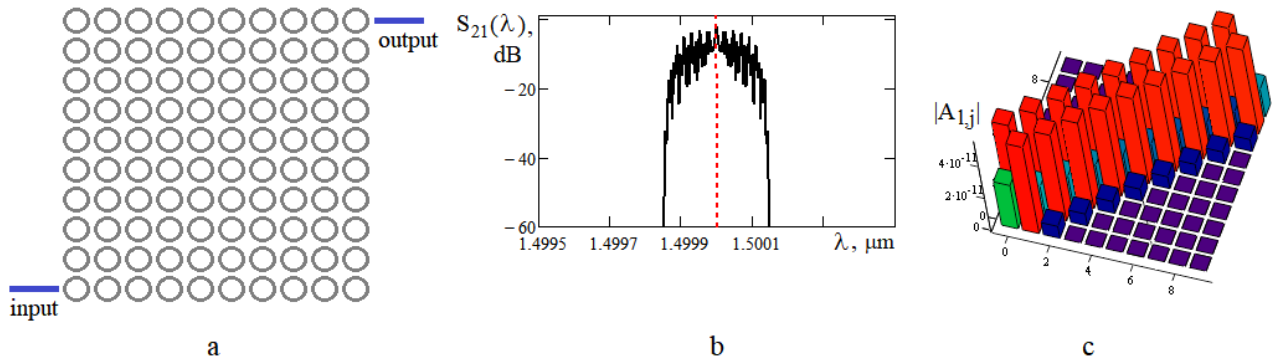 output
input
a
S₂₁(λ),
dB
−20
−40
−60
1.4995 1.4997 1.4999 1.5001 λ, μm
b
|A₁,ⱼ|
8
4·10⁻¹¹
2·10⁻¹¹
0
0
0 2 4 6 8
c